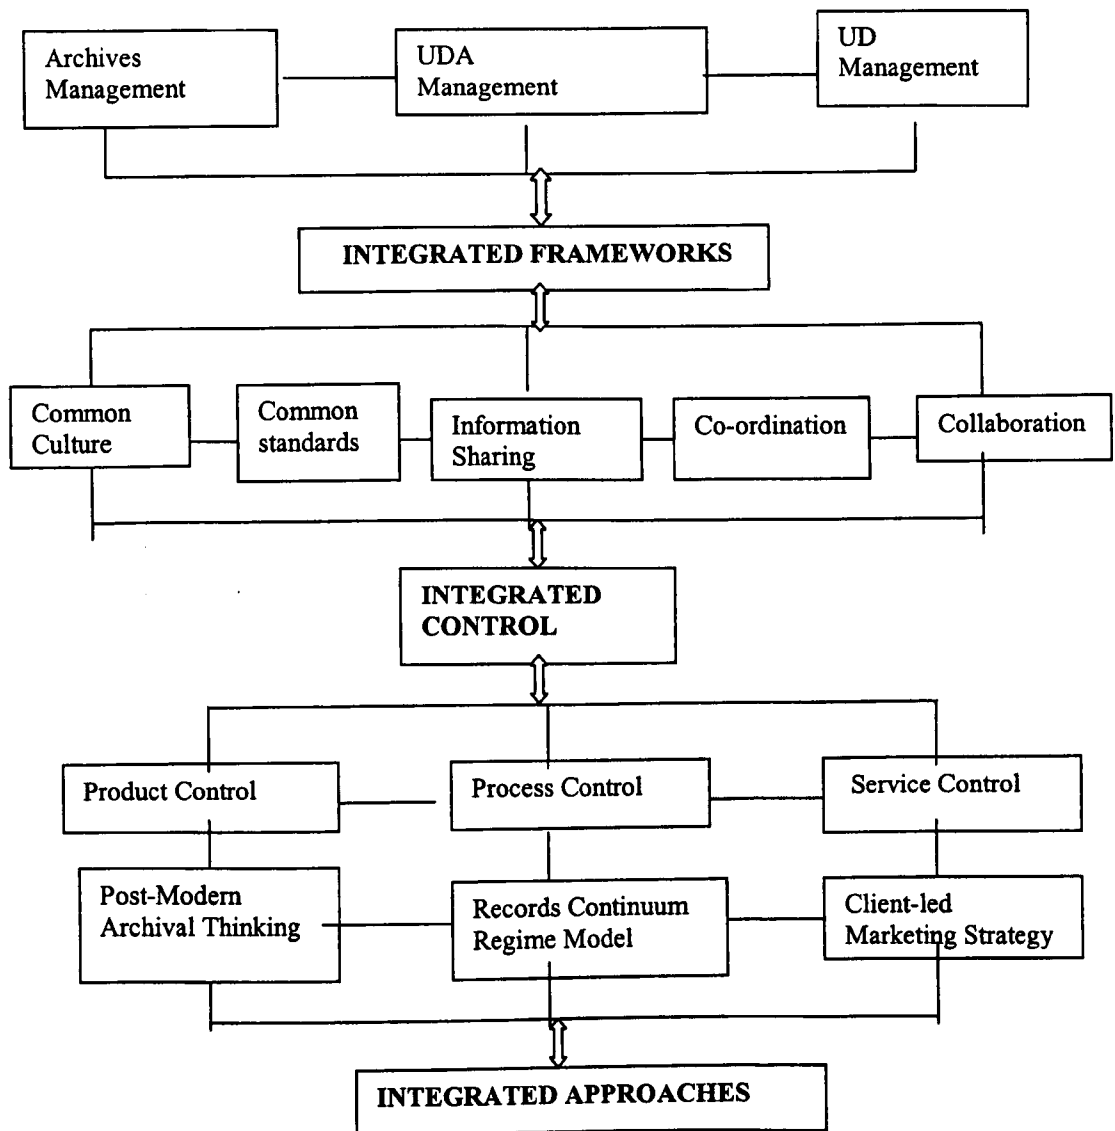 Archives
Management
UDA
Management
UD
Management
INTEGRATED FRAMEWORKS
Common
Culture
Common
standards
Information
Sharing
Co-ordination
Collaboration
INTEGRATED
CONTROL
Product Control
Process Control
Service Control
Post-Modern
Archival Thinking
Records Continuum
Regime Model
Client-led
Marketing Strategy
INTEGRATED APPROACHES